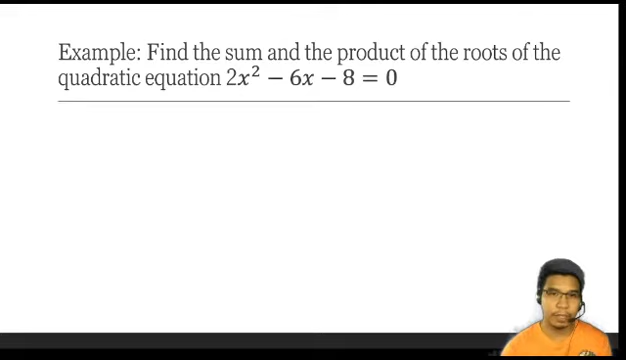 Example: Find the sum and the product of the roots of the
quadratic equation 2x² − 6x − 8 = 0